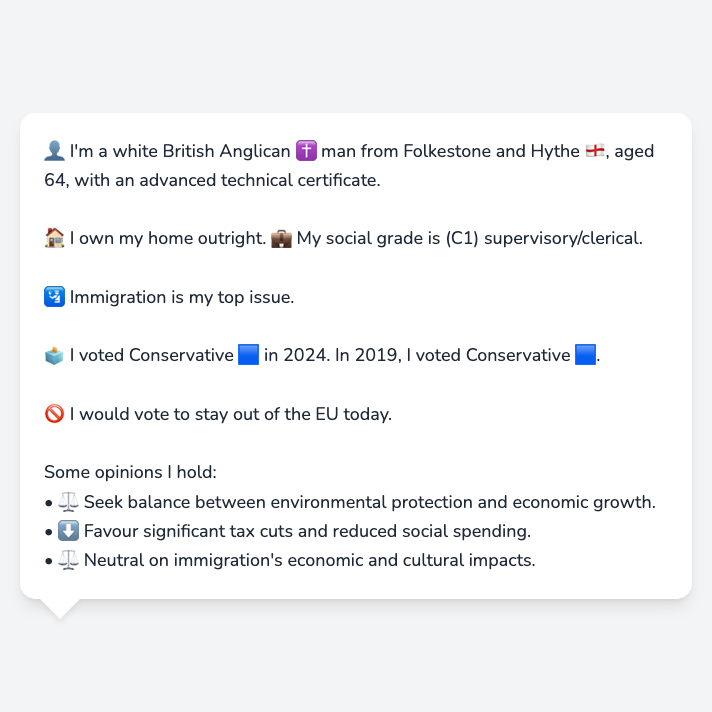 👤 I'm a white British Anglican ✝️ man from Folkestone and Hythe 🏴󠁧󠁢󠁥󠁮󠁧󠁿, aged
64, with an advanced technical certificate.
🏠 I own my home outright. 💼 My social grade is (C1) supervisory/clerical.
🛂 Immigration is my top issue.
🗳️ I voted Conservative 🟦 in 2024. In 2019, I voted Conservative 🟦.
🚫 I would vote to stay out of the EU today.
Some opinions I hold:
• ⚖️ Seek balance between environmental protection and economic growth.
• ⬇️ Favour significant tax cuts and reduced social spending.
• ⚖️ Neutral on immigration's economic and cultural impacts.